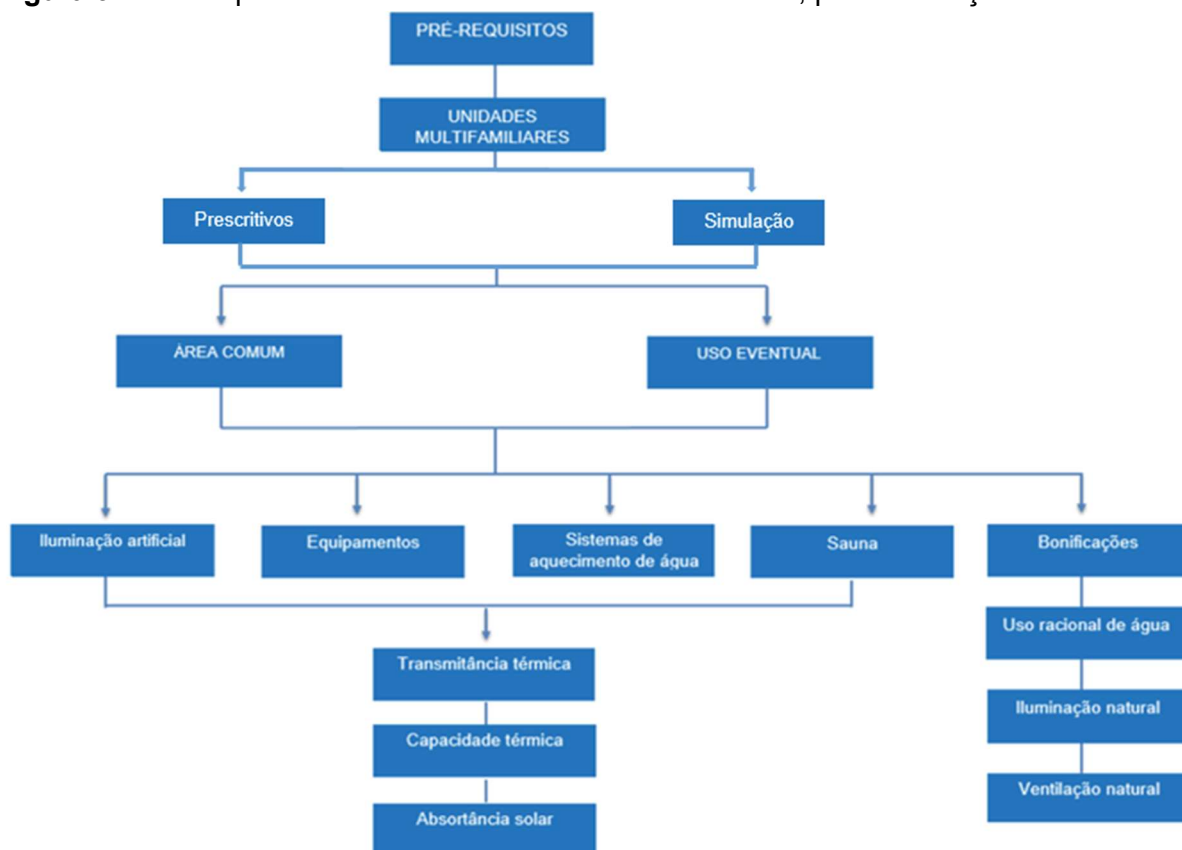 PRÉ-REQUISITOS
UNIDADES
MULTIFAMILIARES
Prescritivos
Simulação
ÁREA COMUM
USO EVENTUAL
Iluminação artificial
Equipamentos
Sistemas de
aquecimento de água
Sauna
Bonificações
Uso racional de água
Transmitância térmica
Iluminação natural
Capacidade térmica
Ventilação natural
Absortância solar